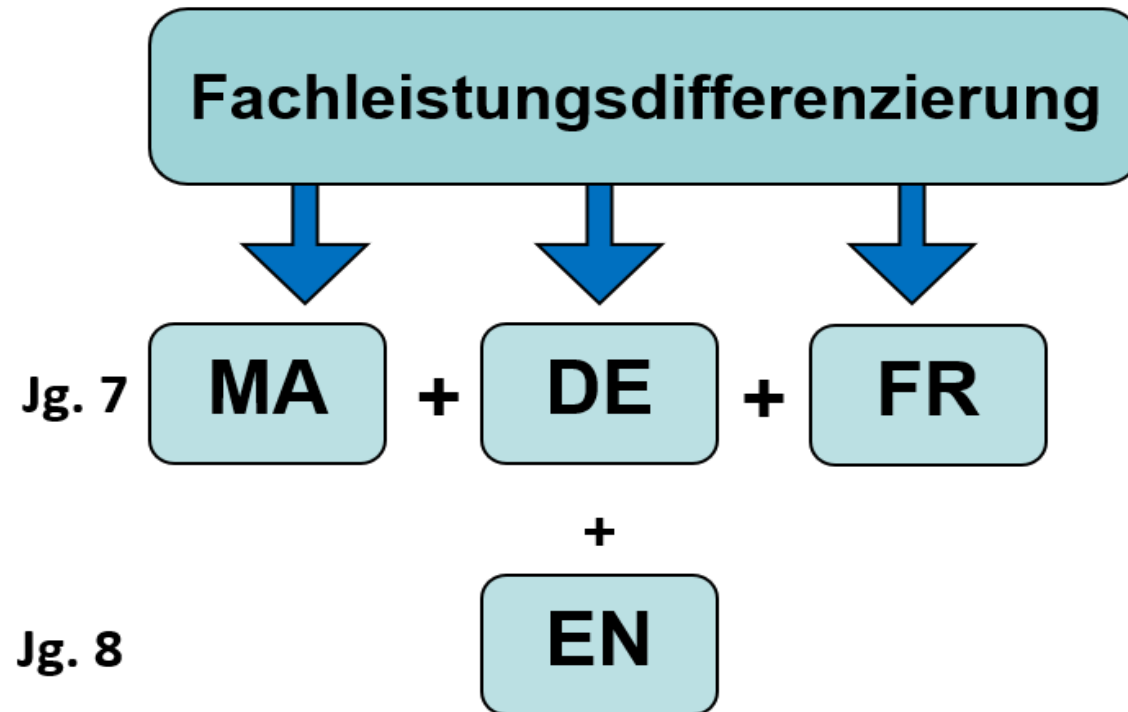 Fachleistungsdifferenzierung
Jg. 7 MA + DE + FR
+
Jg. 8 EN